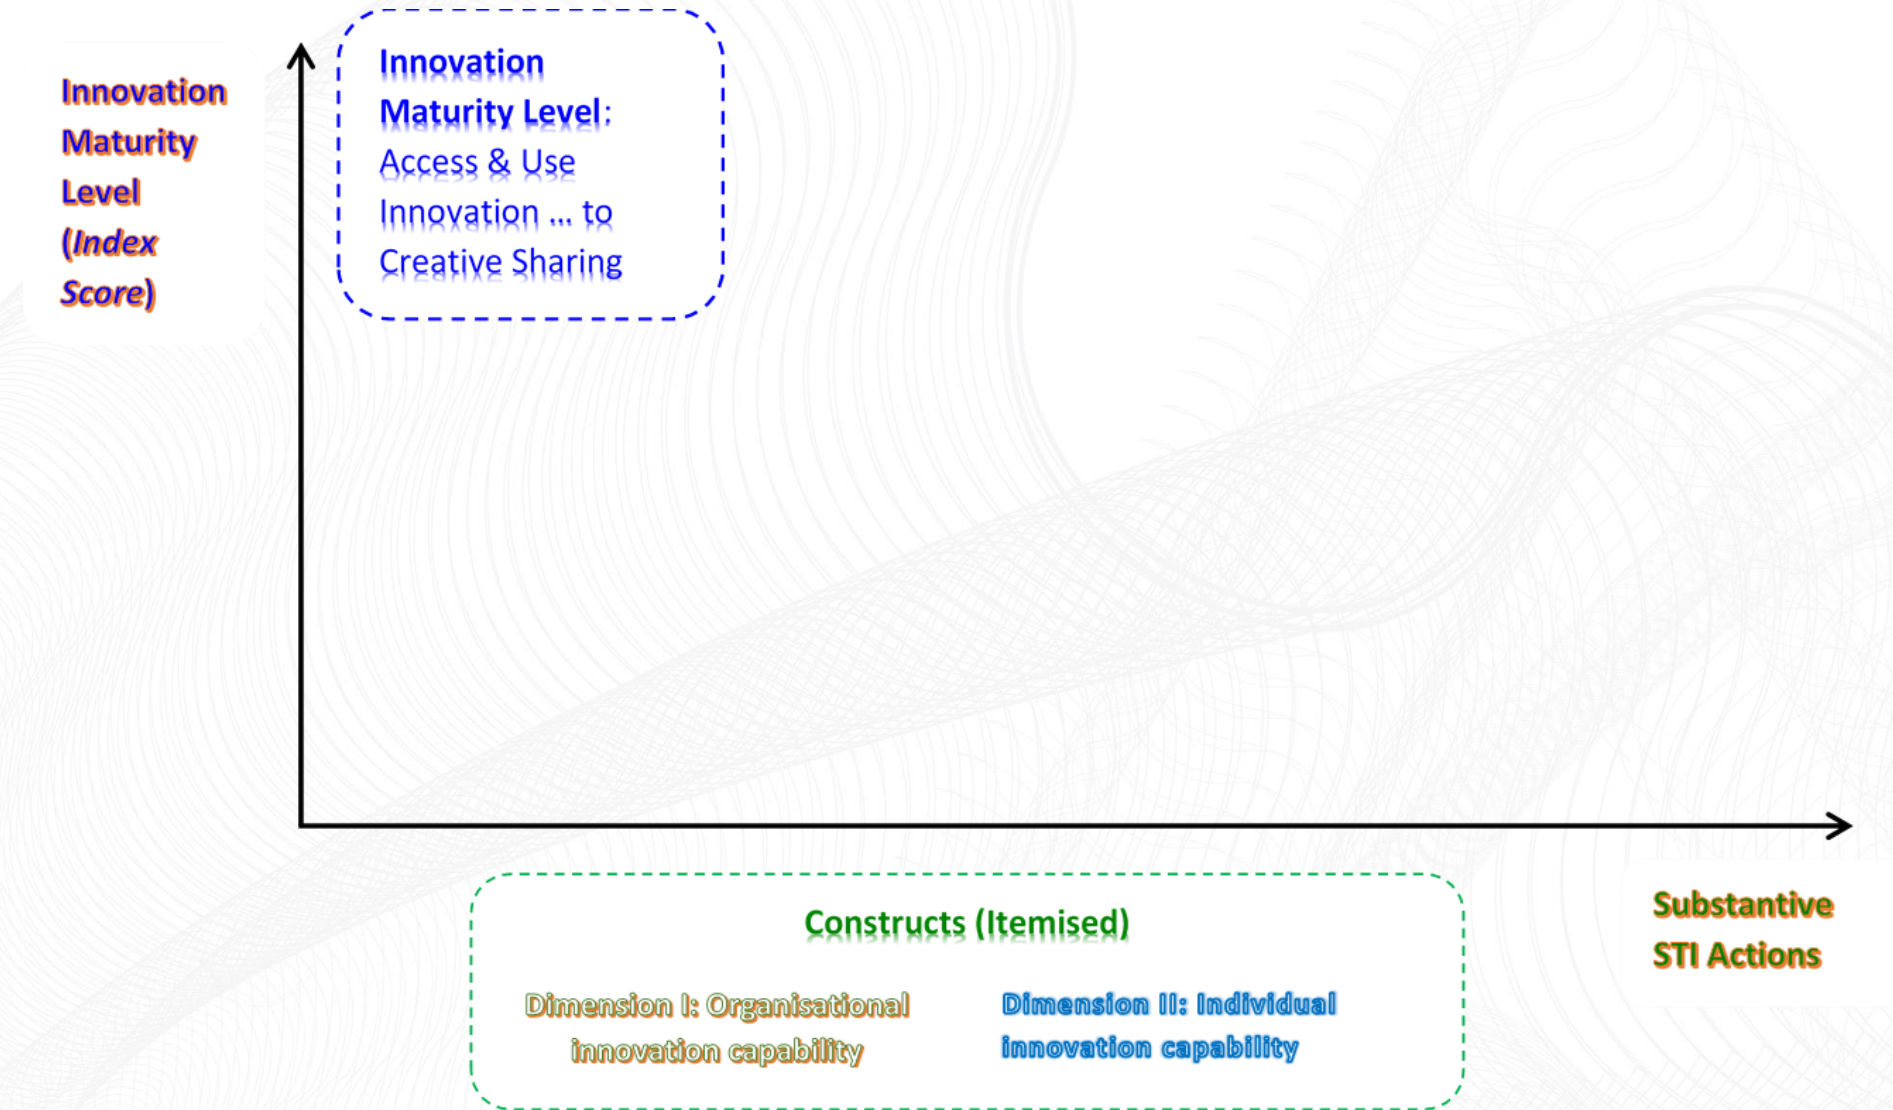 Innovation
Maturity
Level
(Index
Score)
Innovation
Maturity Level:
Access & Use
Innovation ... to
Creative Sharing
Constructs (Itemised)
Dimension I: Organisational
innovation capability
Dimension II: Individual
innovation capability
Substantive
STI Actions